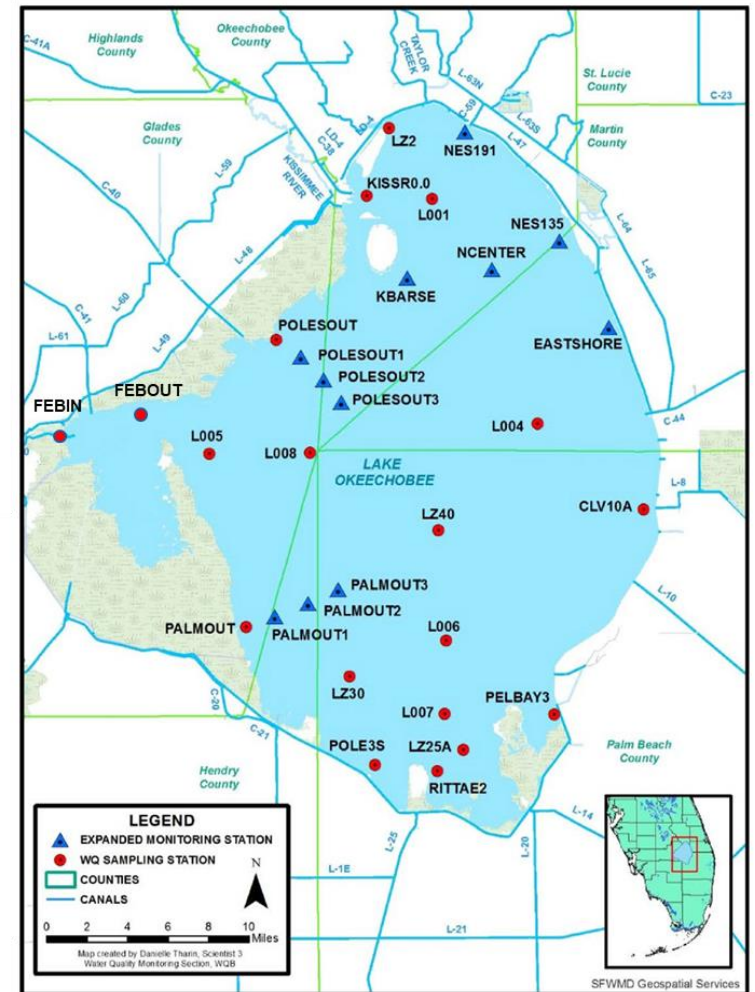 Highlands
County
Okeechobee
County
C-41A
TAYLOR
CREEK
L-63N
St. Lucie
County
C-23
C-59
L-63S
LD-4
LD-4
C-38
LZ2
NES191
L-47
Martin
County
Glades
County
L-59
C-40
KISSIMMEE
RIVER
KISSR0.0
L001
L-64
NES135
L-48
NCENTER
L-65
KBARSE
L-60
C-41
L-61
L-49
POLESOUT
EASTSHORE
POLESOUT1
POLESOUT2
POLESOUT3
FEBIN
FEBOUT
C-44
L004
L005
L008
LAKE
OKEECHOBEE
L-8
CLV10A
LZ40
PALMOUT3
L-10
PALMOUT2
PALMOUT
PALMOUT1
L006
LZ30
C-20
L007
PELBAY3
C-21
POLE3S
LZ25A
Palm Beach
County
Hendry
County
RITTAE2
L-14
L-25
L-20
L-1E
L-21
LEGEND
EXPANDED MONITORING STATION
WQ SAMPLING STATION
COUNTIES
CANALS
N
0 2 4 6 8 10
Miles
Map created by Danielle Tharin, Scientist 3
Water Quality Monitoring Section, WQB
SFWMD Geospatial Services